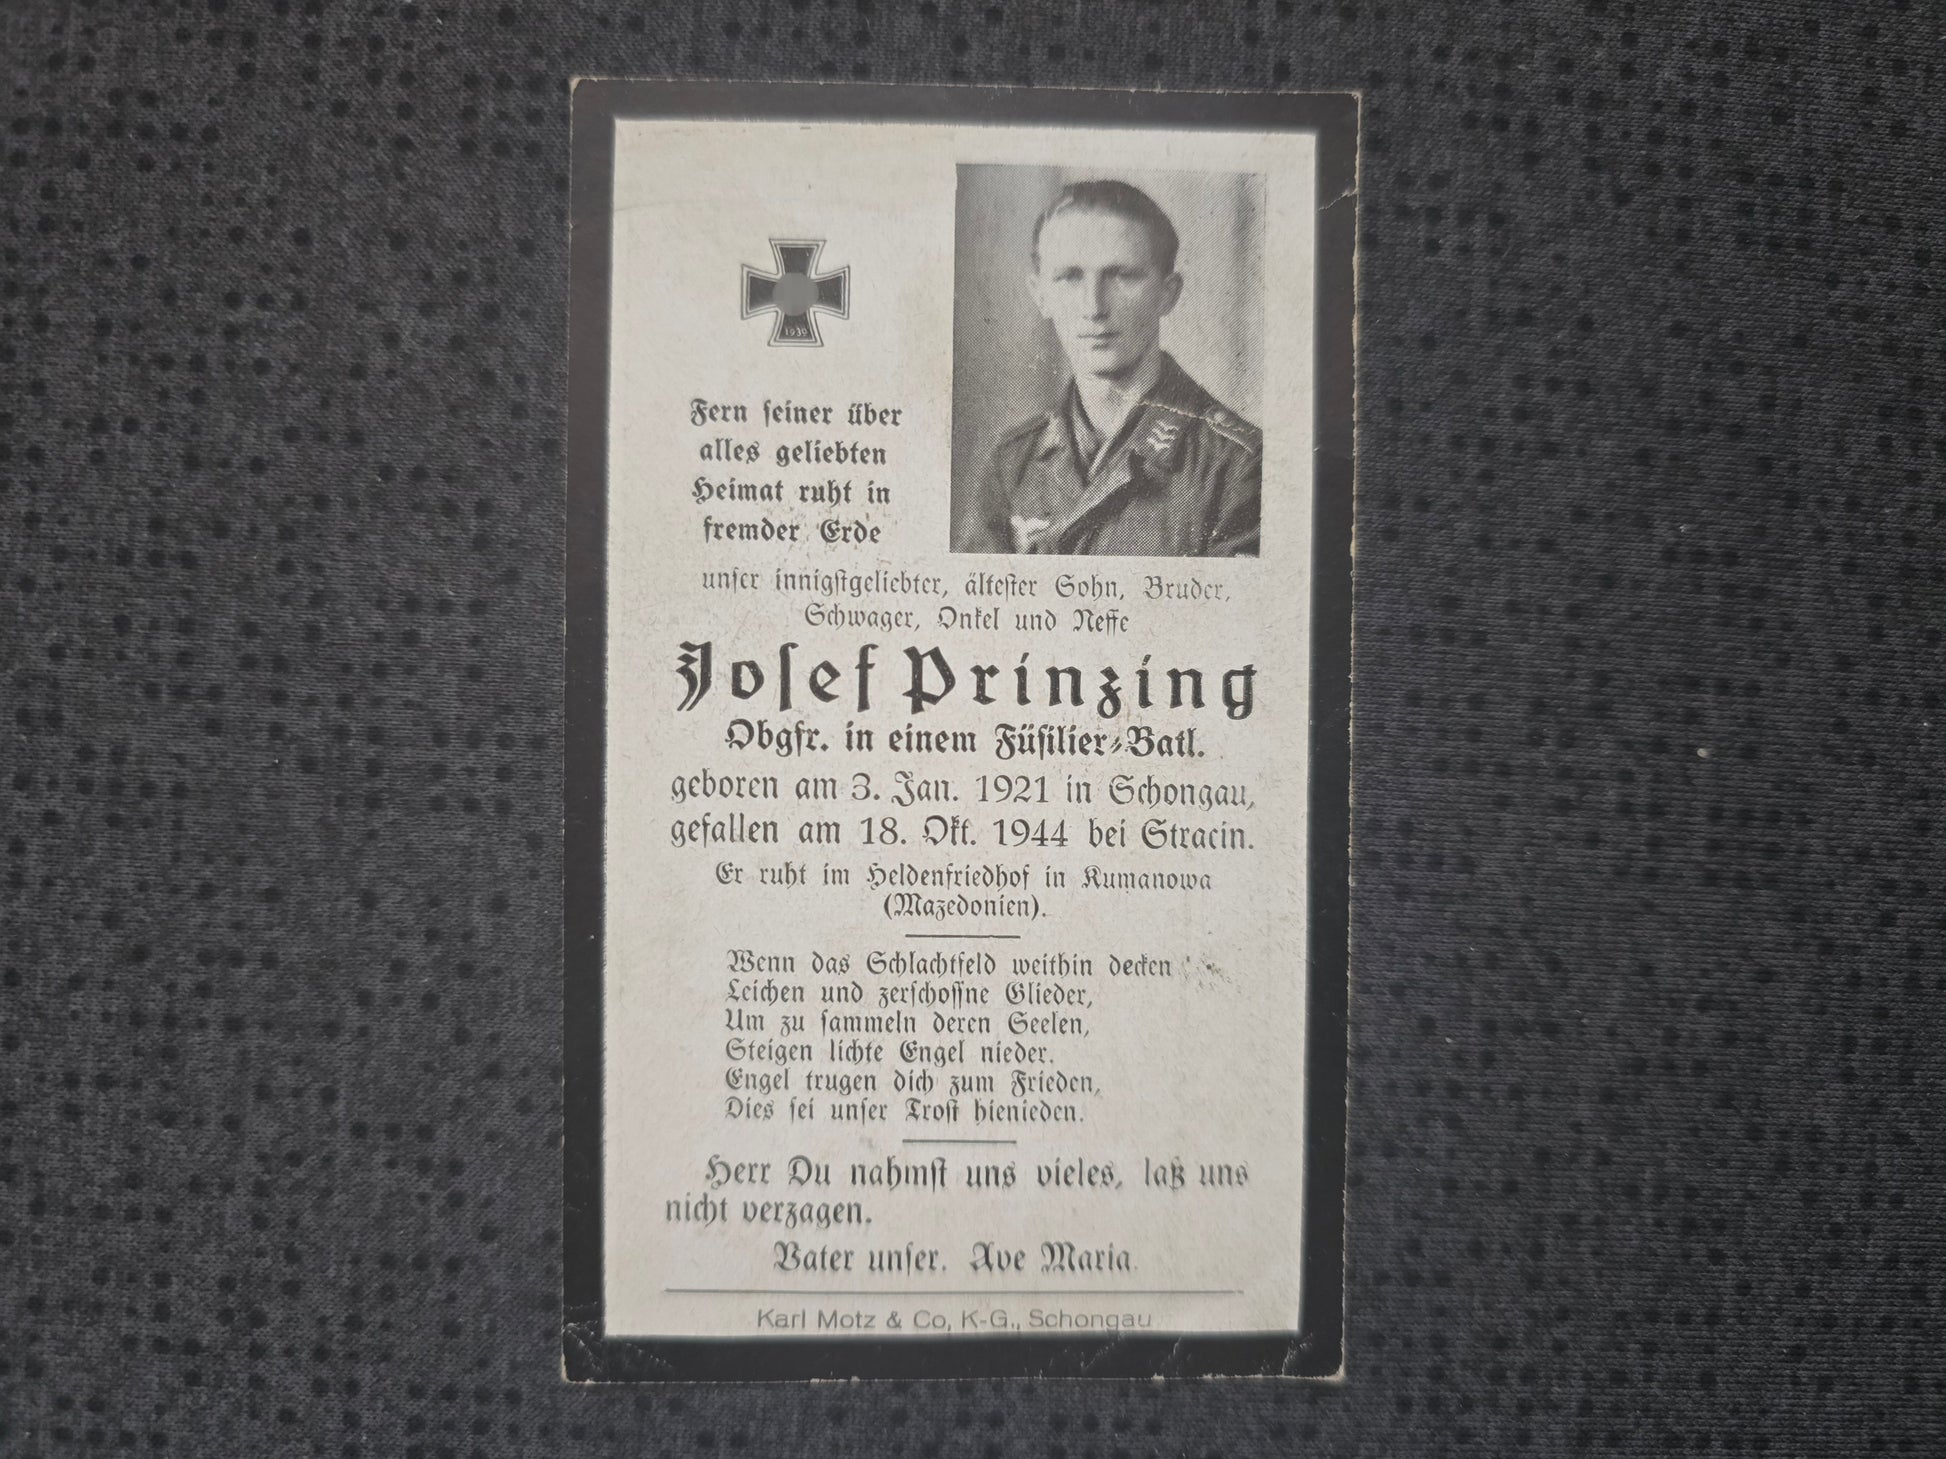 1939
Fern seiner über
alles geliebten
Heimat ruht in
fremder Erde
unser innigstgeliebter, ältester Sohn, Bruder,
Schwager, Onkel und Neffe
Josef Prinzing
Obgfr. in einem Füsilier-Batl.
geboren am 3. Jan. 1921 in Schongau,
gefallen am 18. Okt. 1944 bei Stracin.
Er ruht im Heldenfriedhof in Kumanowa
(Mazedonien).
Wenn das Schlachtfeld weithin decken
Leichen und zerschossne Glieder,
Um zu sammeln deren Seelen,
Steigen lichte Engel nieder.
Engel trugen dich zum Frieden,
Dies sei unser Trost hienieden.
Herr Du nahmst uns vieles, laß uns
nicht verzagen.
Vater unser. Ave Maria.
Karl Motz & Co, K-G., Schongau